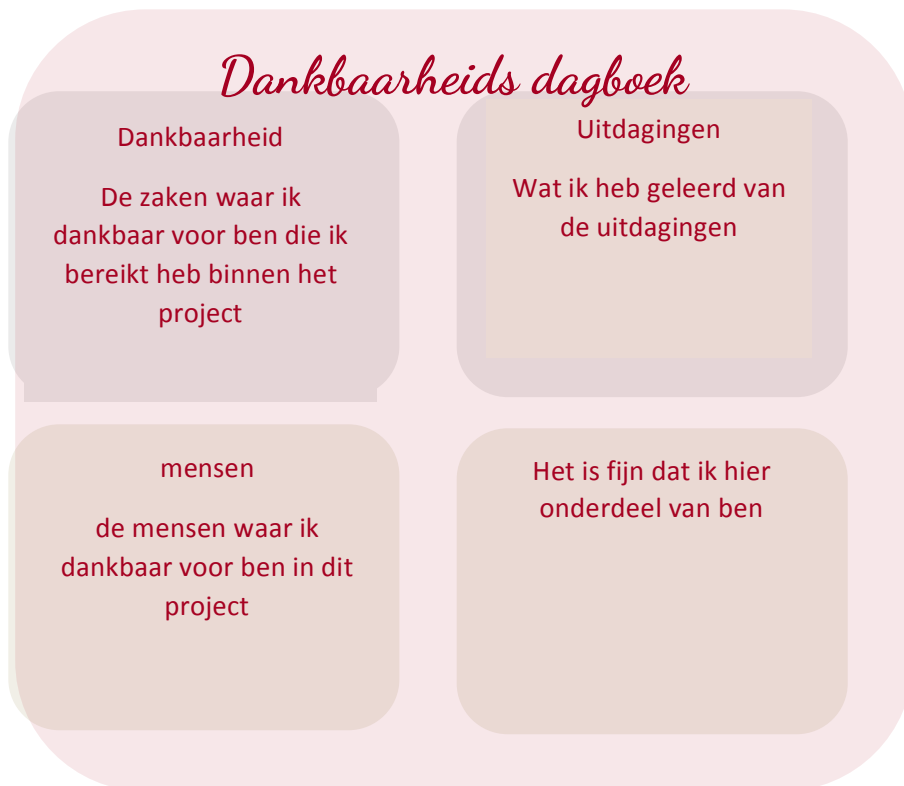 Dankbaarheids dagboek
Dankbaarheid
De zaken waar ik
dankbaar voor ben die ik
bereikt heb binnen het
project
Uitdagingen
Wat ik heb geleerd van
de uitdagingen
mensen
de mensen waar ik
dankbaar voor ben in dit
project
Het is fijn dat ik hier
onderdeel van ben